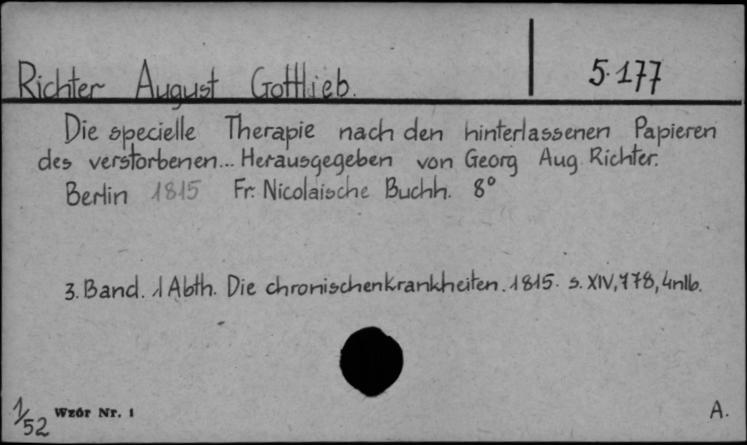 Richter August Gottlieb.
5.177
Die specielle Therapie nach den hinterlassenen Papieren
des verstorbenen... Herausgegeben von Georg Aug. Richter.
Berlin 1815 Fr. Nicolaische Buchh. 8°
3. Band. 1 Abth. Die chronischenkrankheiten. 1815. s. XIV, 778, 4nlb.
1/52 Wzór Nr. 1
A.